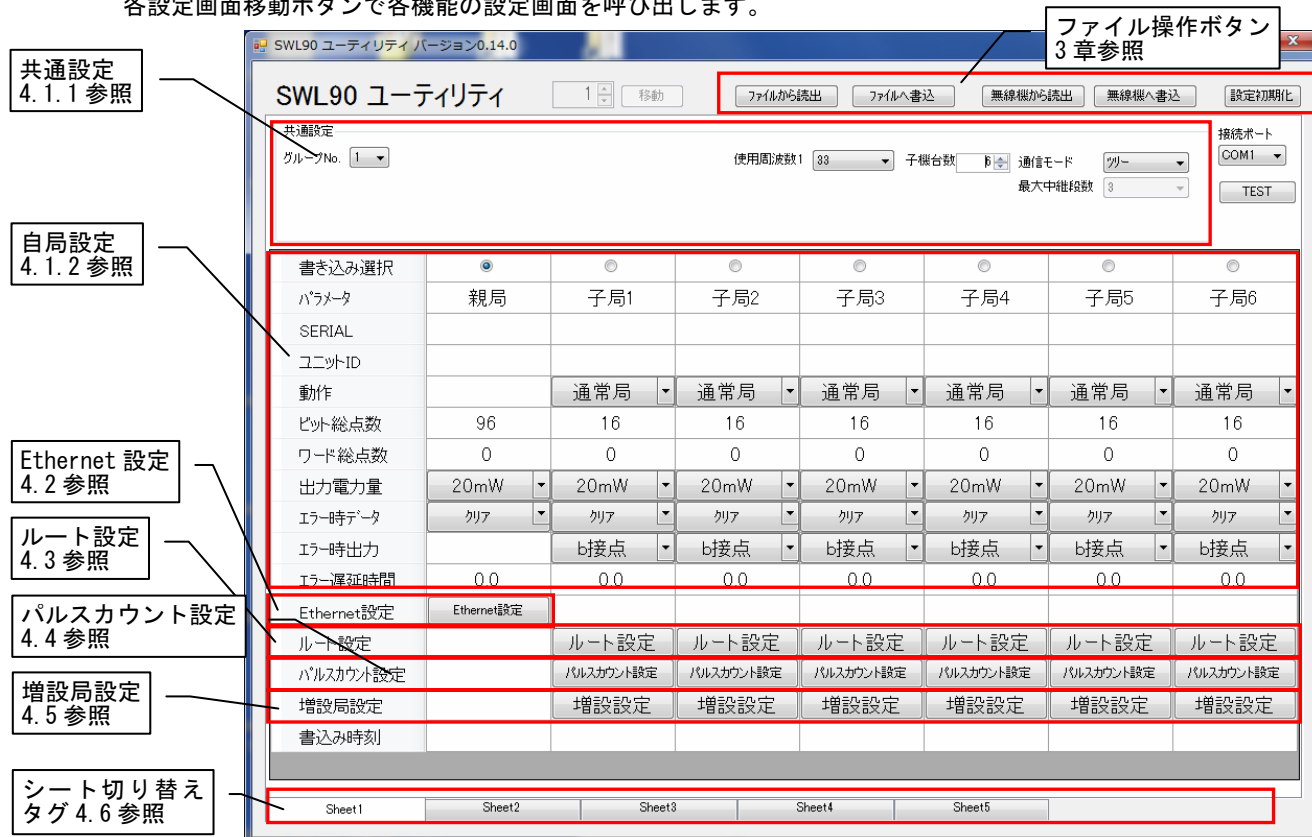 各設定画面移動ボタンで各機能の設定画面を呼び出します。
ファイル操作ボタン
3章参照
SWL90 ユーティリティ バージョン0.14.0
共通設定
4.1.1参照
SWL90 ユーティリティ
1 移動 ファイルから読出 ファイルへ書込 無線機から読出 無線機へ書込 設定初期化
共通設定
接続ポート
グループNo. 1 使用周波数1 33 子機台数 6 通信モード ツリー COM1
最大中継段数 3 TEST
自局設定
4.1.2参照
書き込み選択
パラメータ 親局 子局1 子局2 子局3 子局4 子局5 子局6
SERIAL
ユニットID
動作 通常局 通常局 通常局 通常局 通常局 通常局
ビット総点数 96 16 16 16 16 16 16
ワード総点数 0 0 0 0 0 0 0
出力電力量 20mW 20mW 20mW 20mW 20mW 20mW 20mW
エラー時データ クリア クリア クリア クリア クリア クリア クリア
エラー時出力 b接点 b接点 b接点 b接点 b接点 b接点
エラー遅延時間 0.0 0.0 0.0 0.0 0.0 0.0 0.0
Ethernet設定 Ethernet設定
ルート設定 ルート設定 ルート設定 ルート設定 ルート設定 ルート設定 ルート設定
パルスカウント設定 パルスカウント設定 パルスカウント設定 パルスカウント設定 パルスカウント設定 パルスカウント設定 パルスカウント設定
増設局設定 増設設定 増設設定 増設設定 増設設定 増設設定 増設設定
書込み時刻
Ethernet 設定
4.2参照
ルート設定
4.3参照
パルスカウント設定
4.4参照
増設局設定
4.5参照
シート切り替え
タグ4.6参照
Sheet1 Sheet2 Sheet3 Sheet4 Sheet5